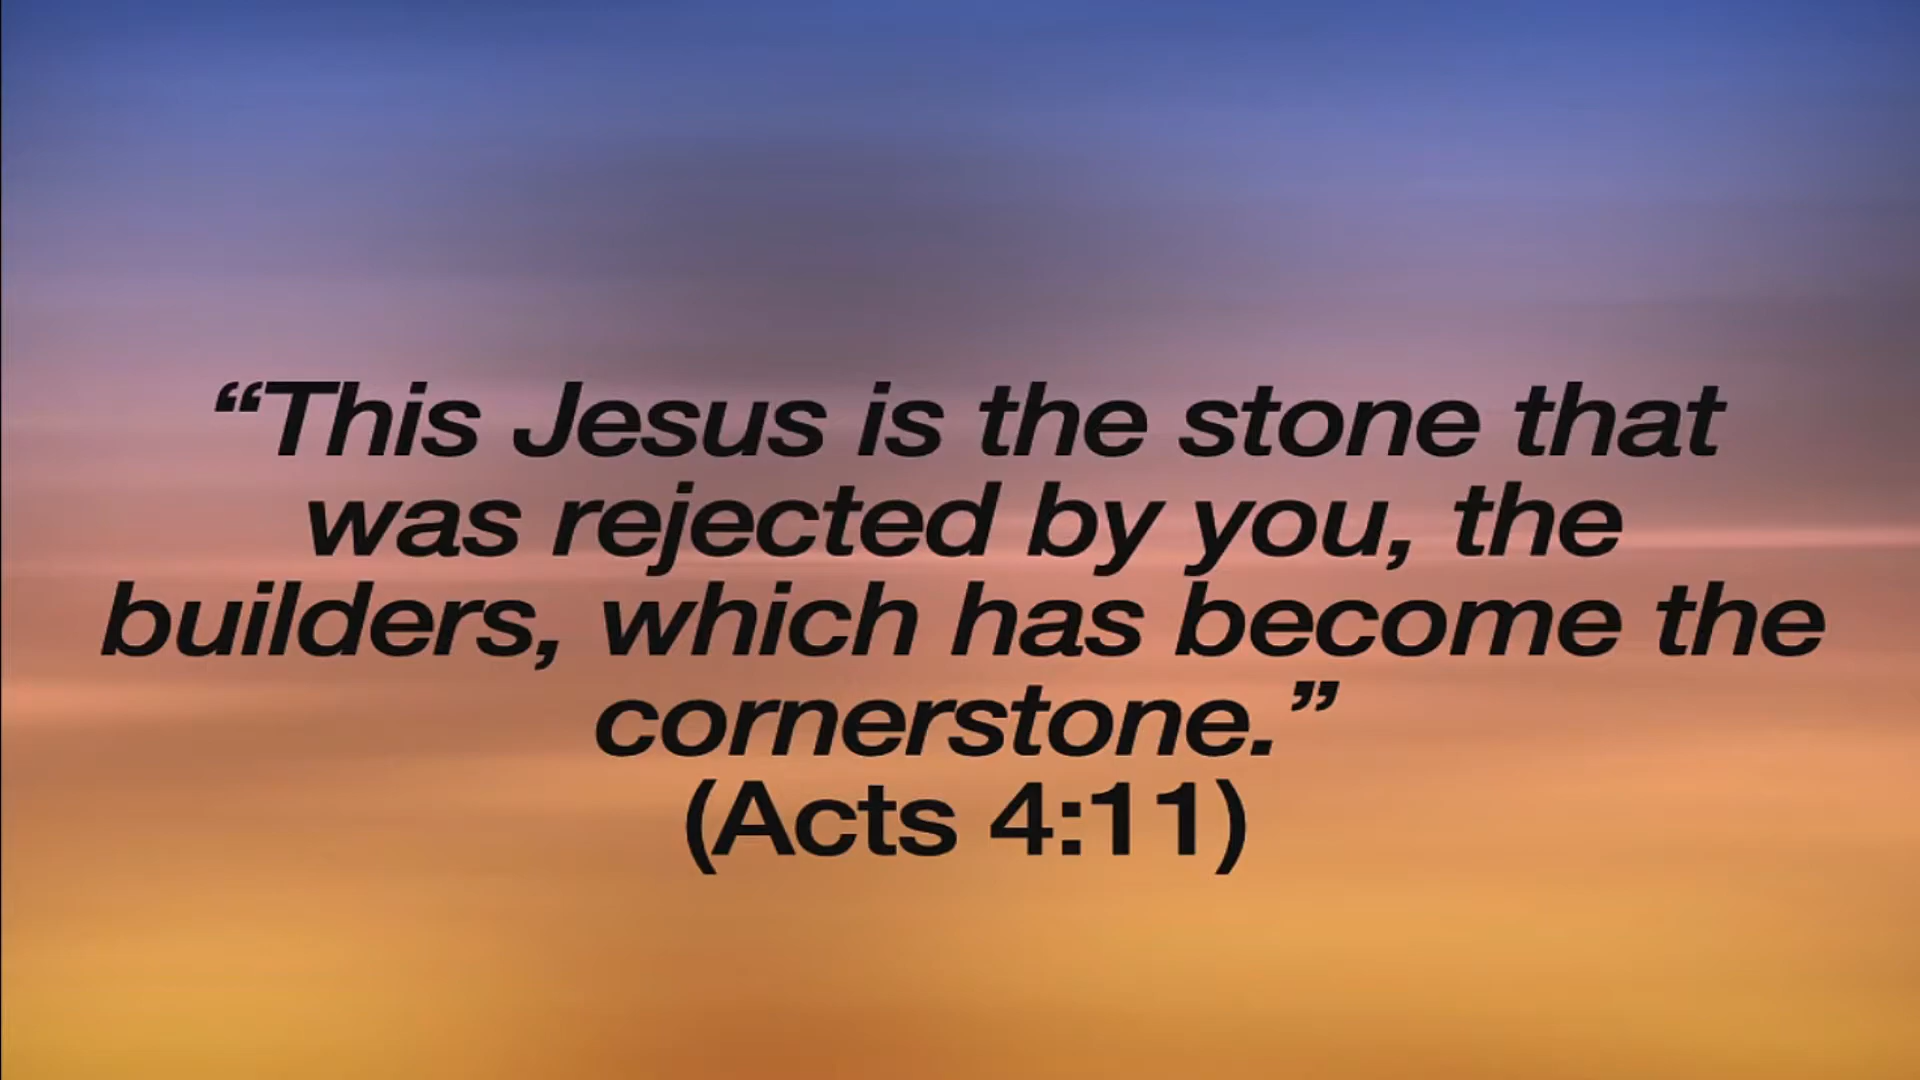 “This Jesus is the stone that
was rejected by you, the
builders, which has become the
cornerstone.”
(Acts 4:11)